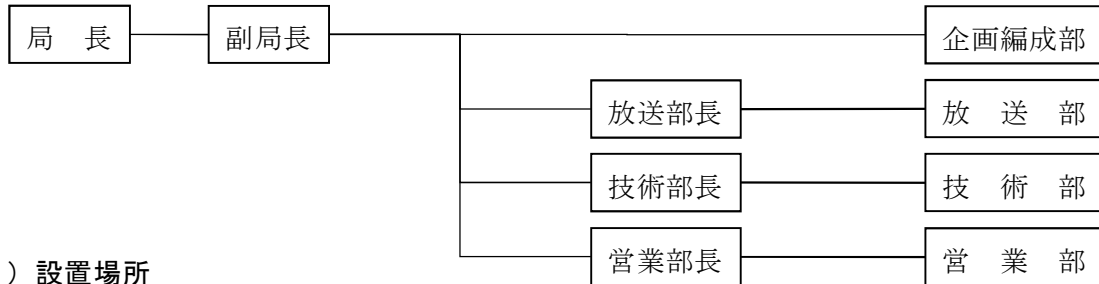 局　長　副局長　企画編成部
放送部長　放　送　部
技術部長　技　術　部
営業部長　営　業　部
）設置場所